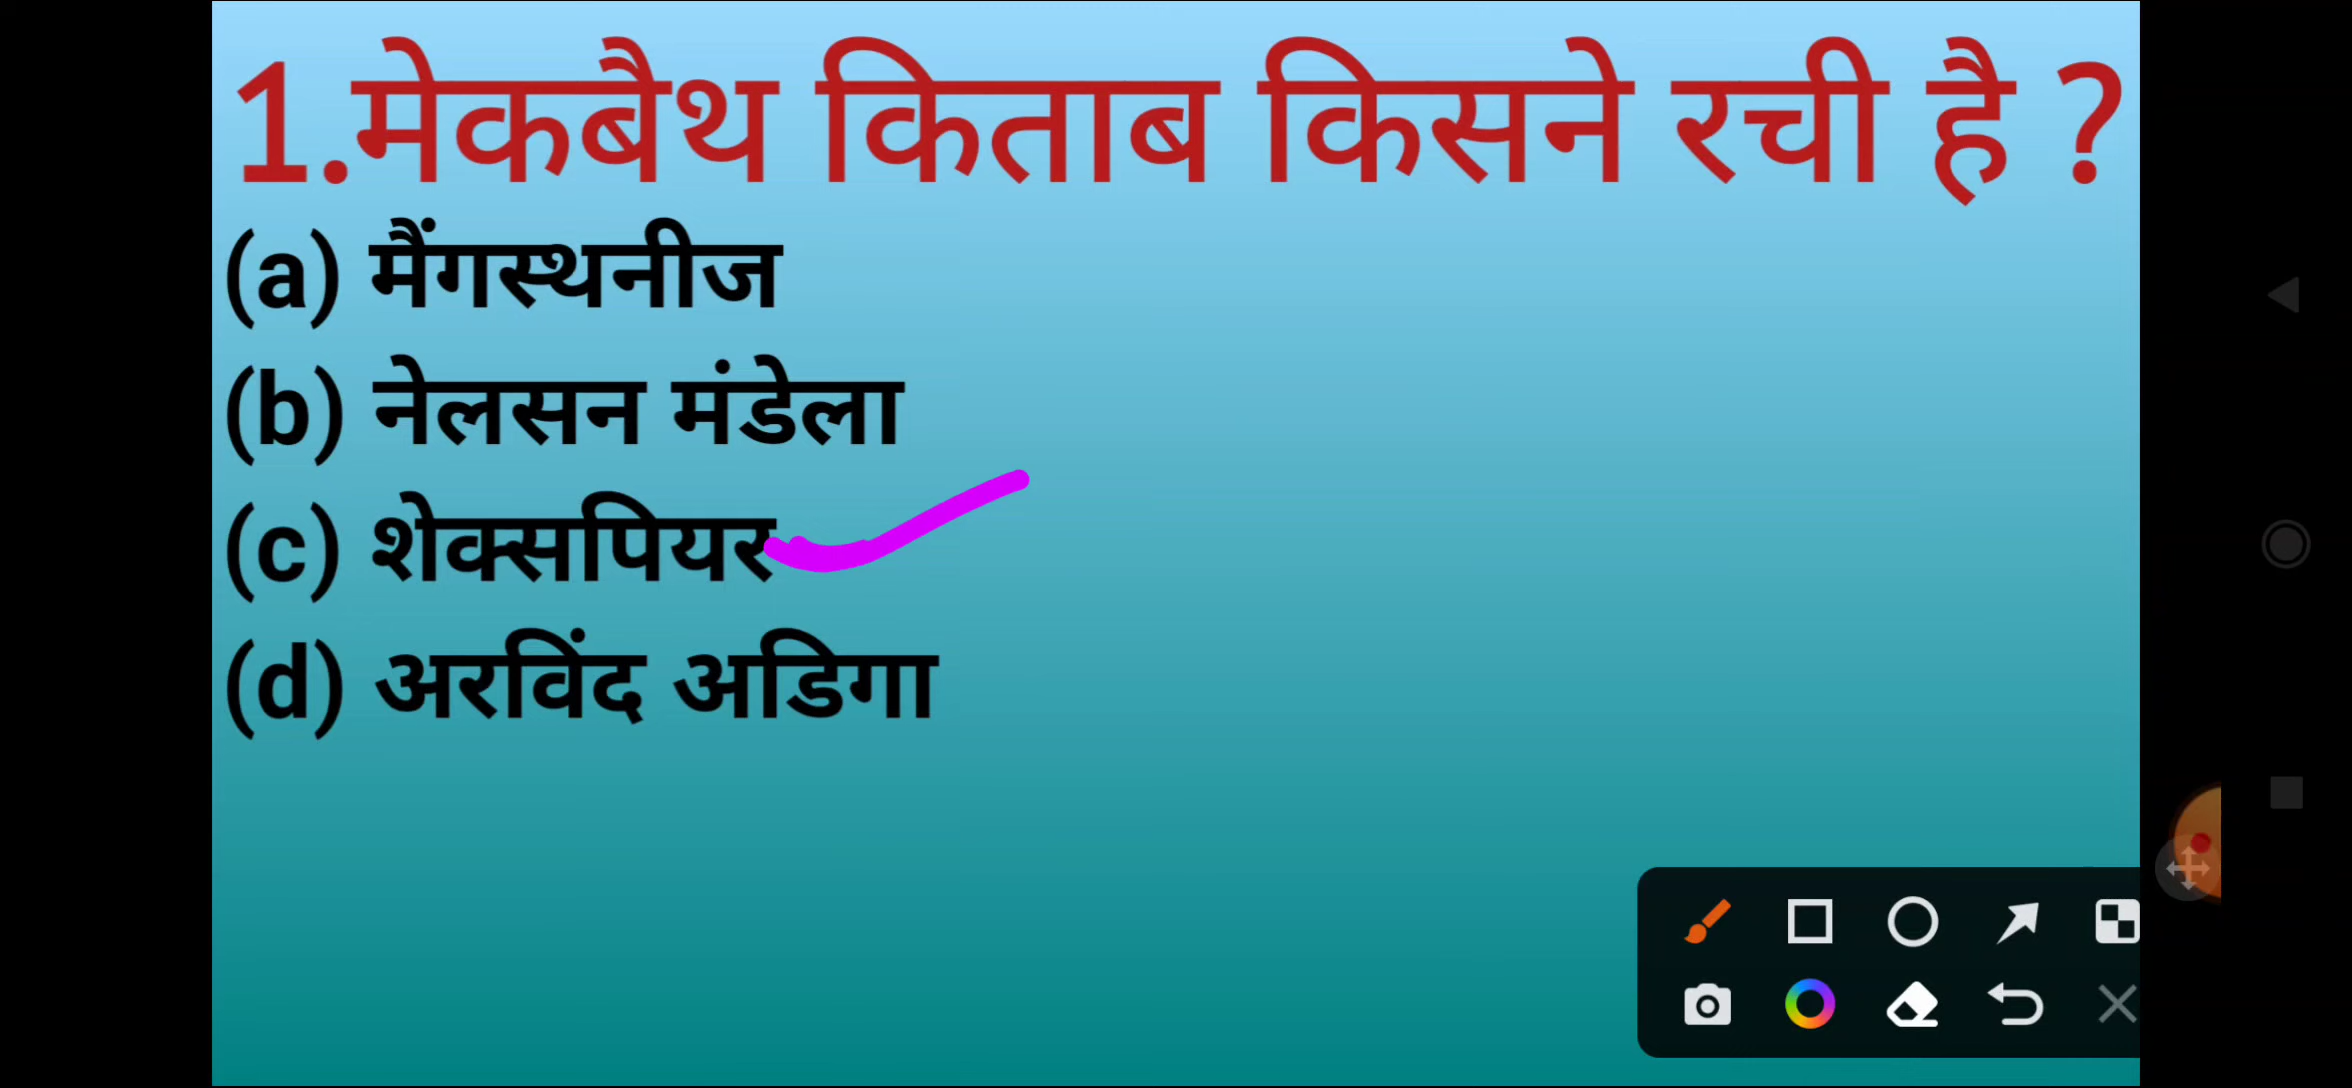 1.मेकबैथ किताब किसने रची है ?
(a) मैंगस्थनीज
(b) नेलसन मंडेला
(c) शेक्सपियर
(d) अरविंद अडिगा